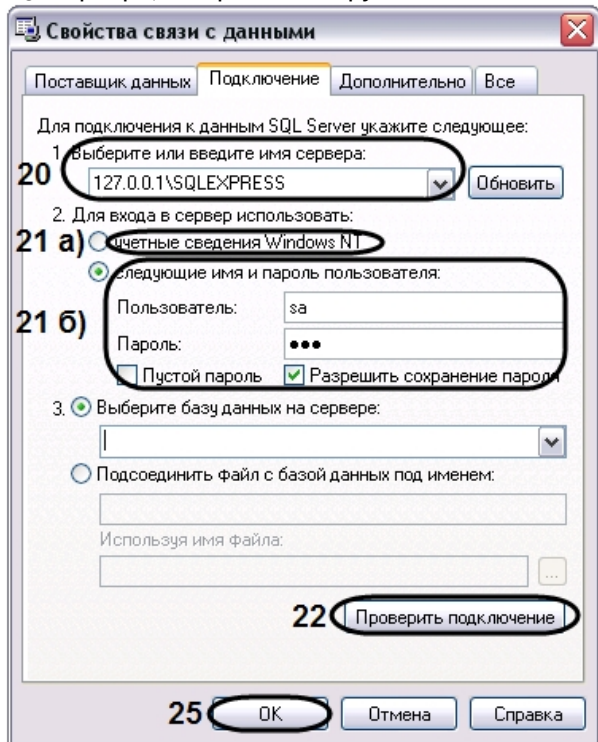 Свойства связи с данными
Поставщик данных Подключение Дополнительно Все
Для подключения к данным SQL Server укажите следующее:
1. Выберите или введите имя сервера:
20 127.0.0.1\SQLEXPRESS Обновить
2. Для входа в сервер использовать:
21 а) учетные сведения Windows NT
следующие имя и пароль пользователя:
21 б) Пользователь: sa
Пароль: ●●●
Пустой пароль Разрешить сохранение пароля
3. Выберите базу данных на сервере:
Подсоединить файл с базой данных под именем:
Используя имя файла:
...
22 Проверить подключение
25 OK Отмена Справка